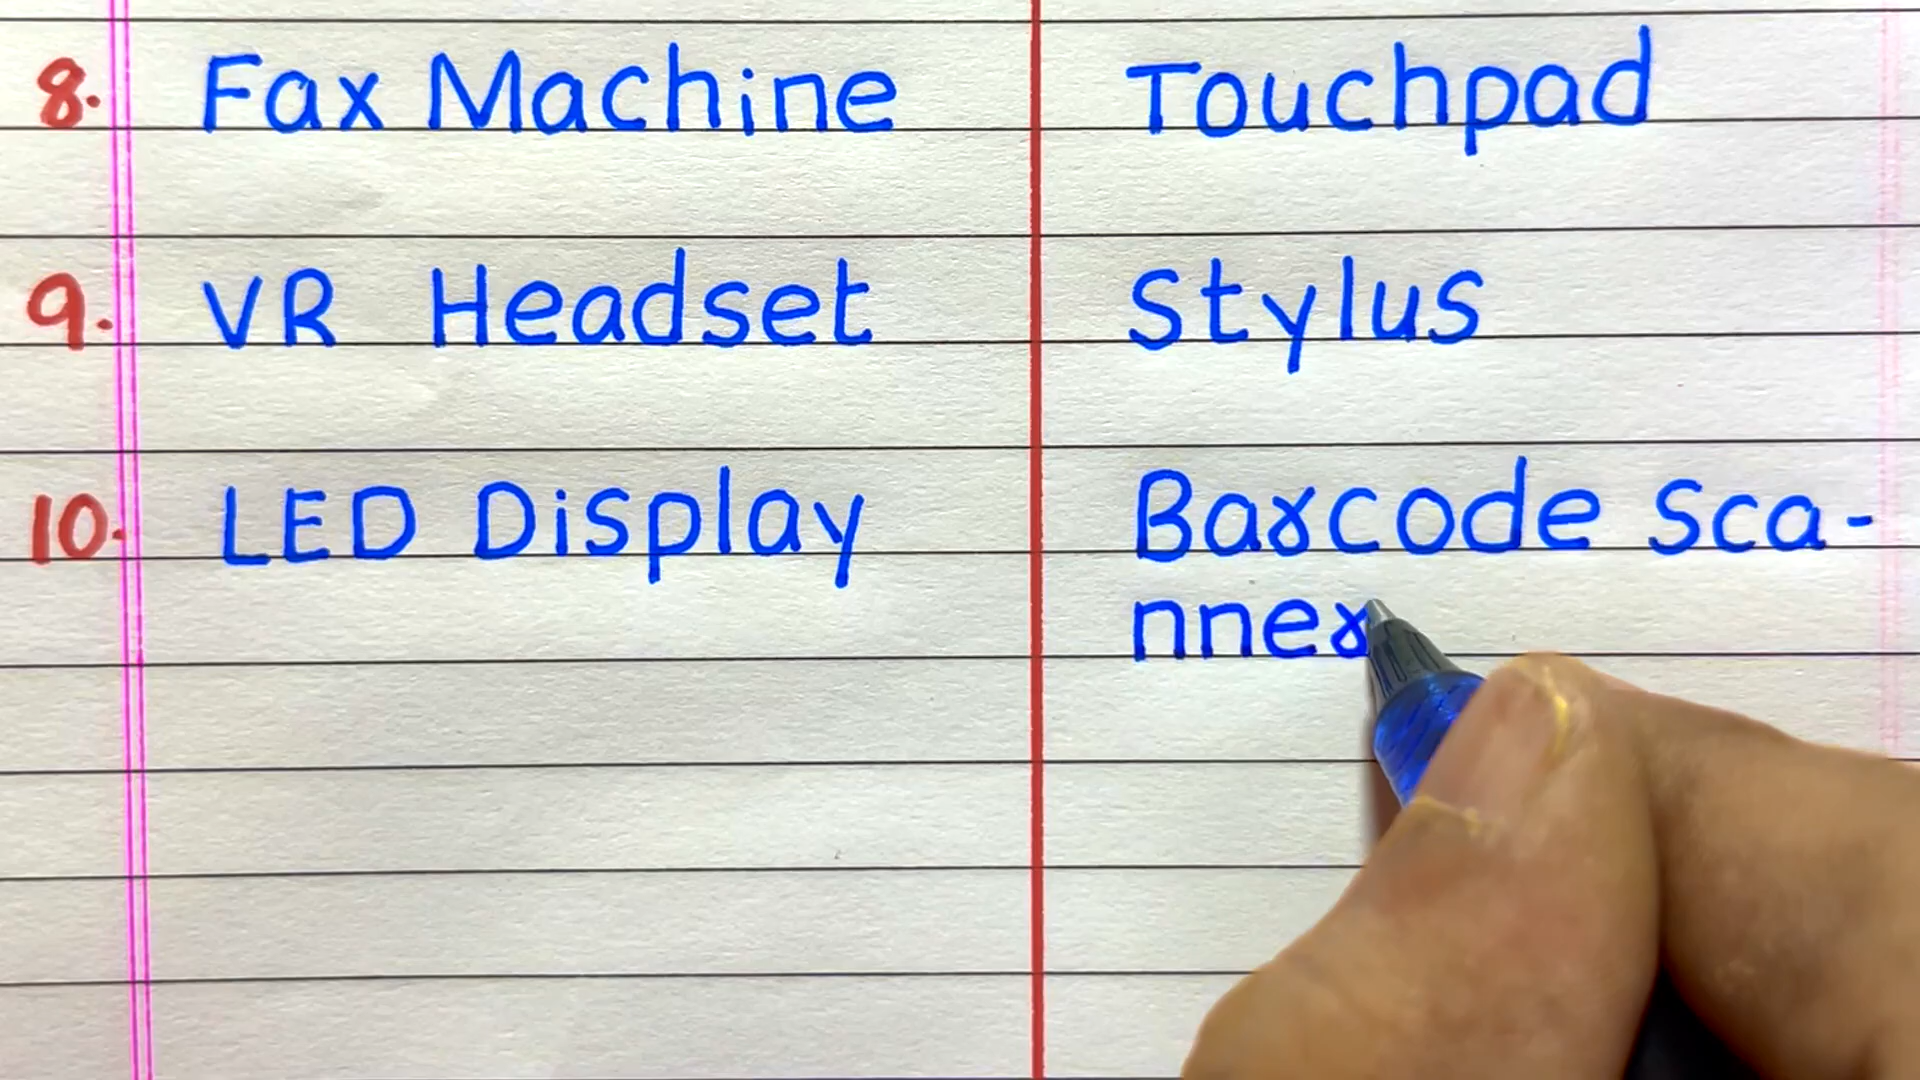 8. Fax Machine Touchpad
9. VR Headset Stylus
10. LED Display Barcode Sca-
nner